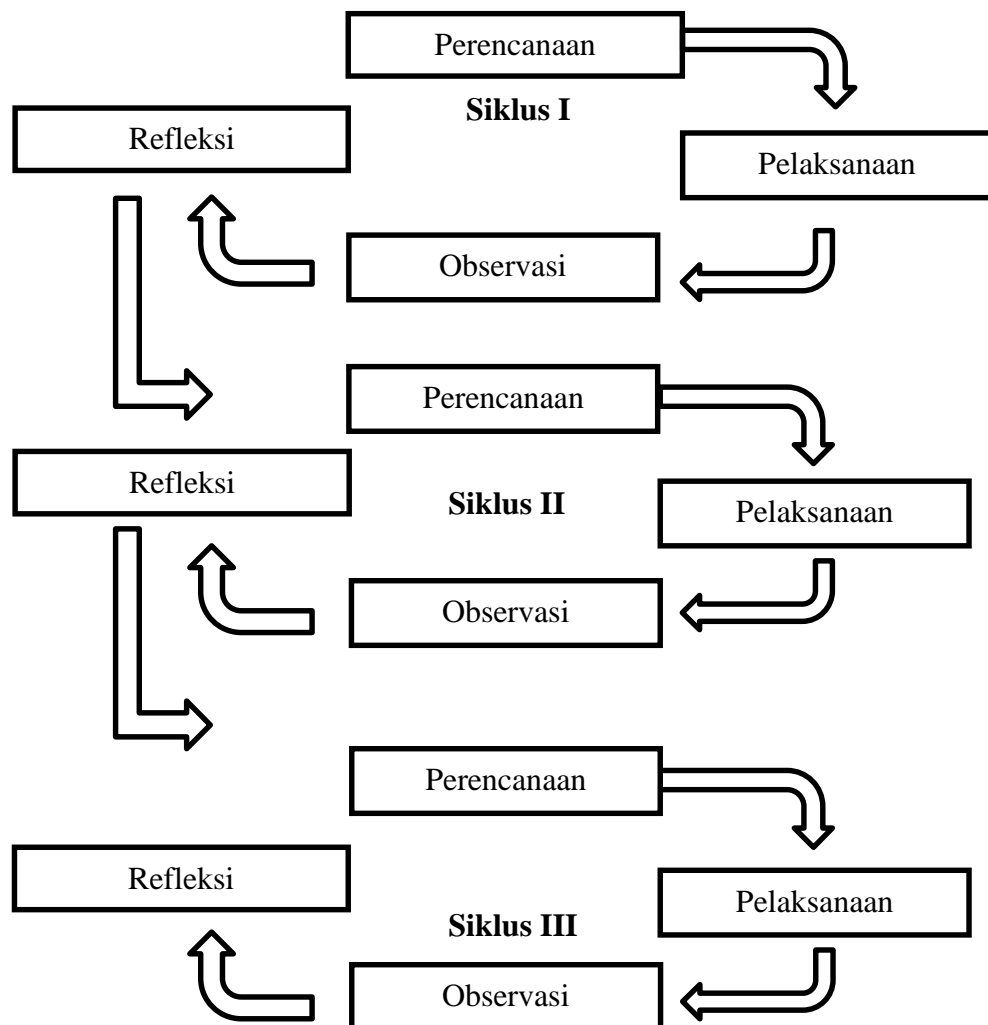 Perencanaan
Siklus I
Refleksi
Pelaksanaan
Observasi
Perencanaan
Refleksi
Siklus II
Pelaksanaan
Observasi
Perencanaan
Refleksi
Pelaksanaan
Siklus III
Observasi